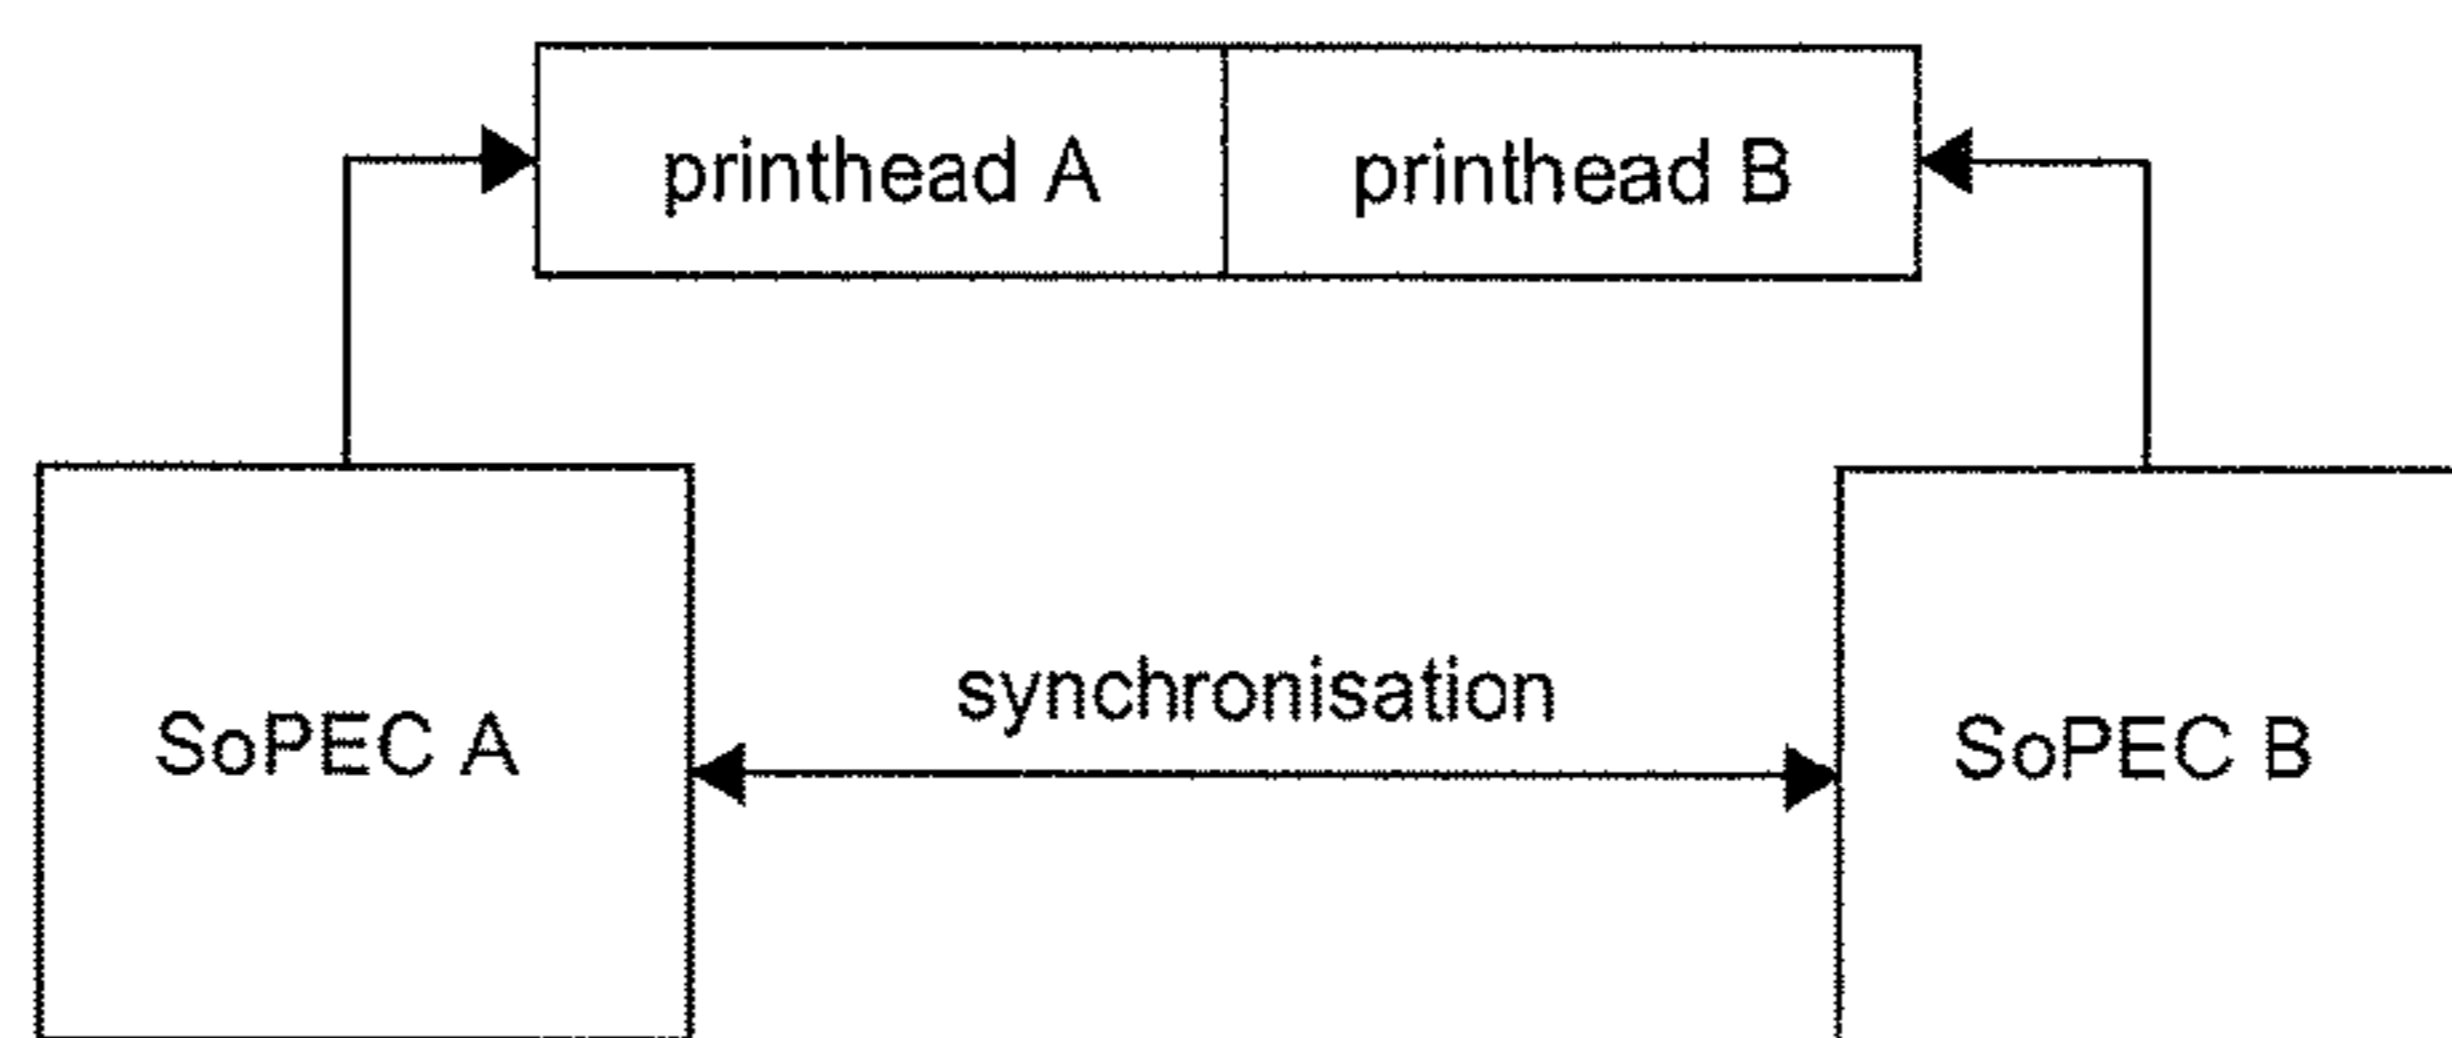 printhead A
printhead B
synchronisation
SoPEC A
SoPEC B